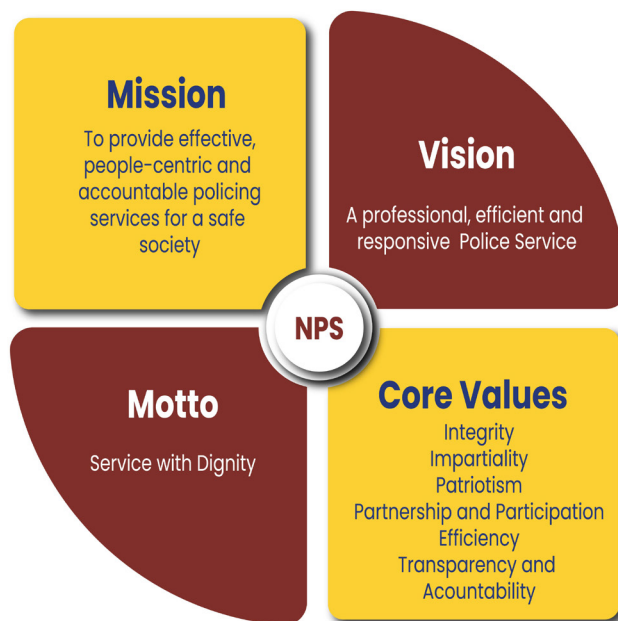 Mission
To provide effective,
people-centric and
accountable policing
services for a safe
society
Vision
A professional, efficient and
responsive Police Service
NPS
Motto
Service with Dignity
Core Values
Integrity
Impartiality
Patriotism
Partnership and Participation
Efficiency
Transparency and
Acountability